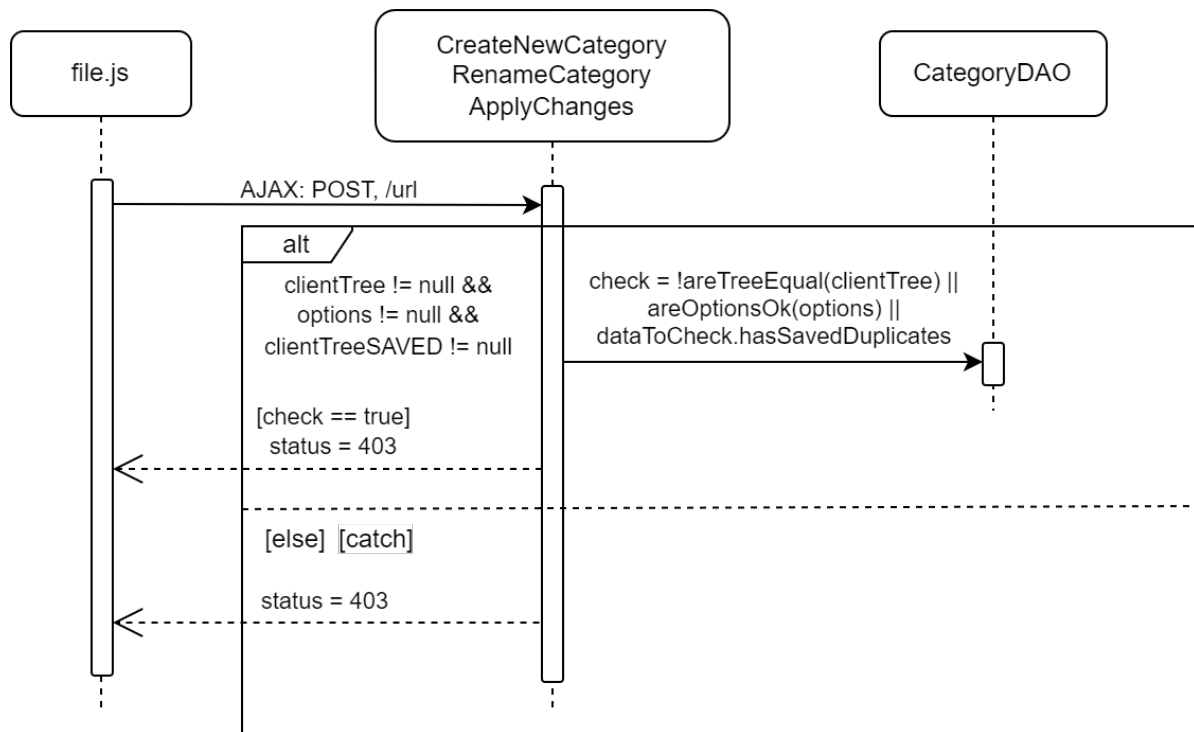 file.js
CreateNewCategory
RenameCategory
ApplyChanges
CategoryDAO
AJAX: POST, /url
alt
clientTree != null &&
options != null &&
clientTreeSAVED != null
check = !areTreeEqual(clientTree) ||
areOptionsOk(options) ||
dataToCheck.hasSavedDuplicates
[check == true]
status = 403
[else] [catch]
status = 403